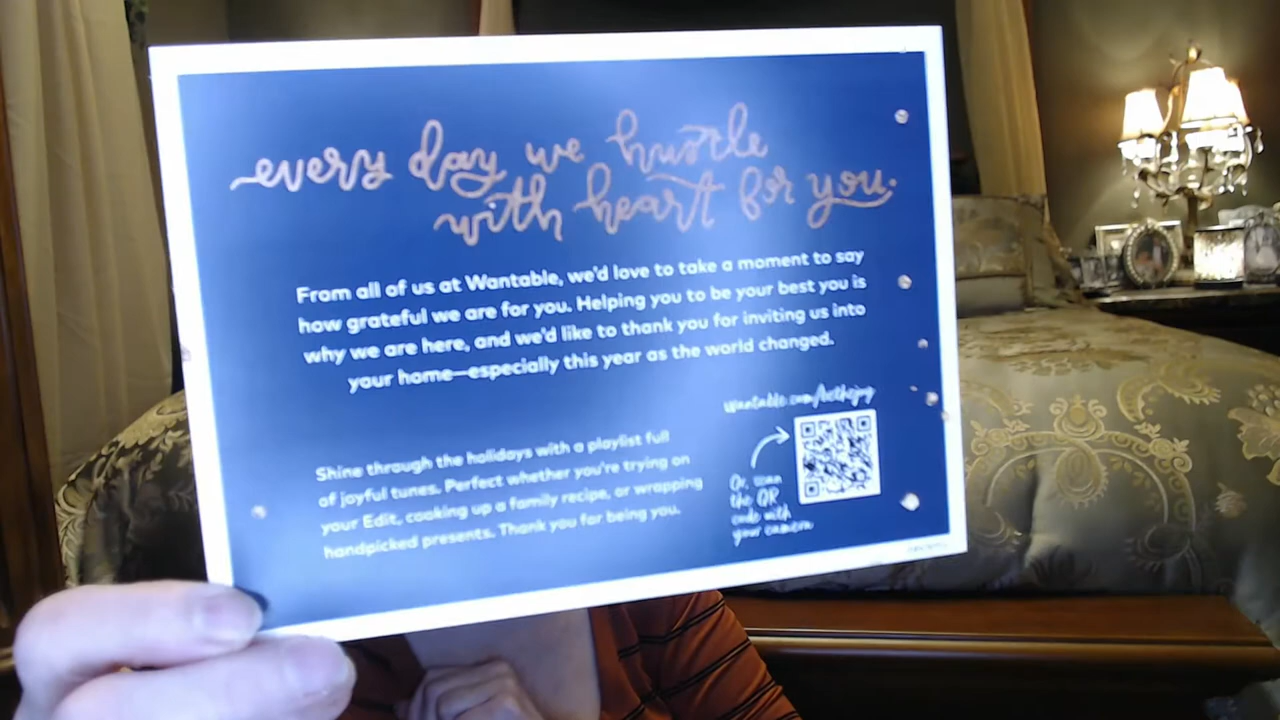 every day we hustle
with heart for you.
From all of us at Wantable, we'd love to take a moment to say
how grateful we are for you. Helping you to be your best you is
why we are here, and we'd like to thank you for inviting us into
your home—especially this year as the world changed.
Shine through the holidays with a playlist full
of joyful tunes. Perfect whether you're trying on
your Edit, cooking up a family recipe, or wrapping
handpicked presents. Thank you for being you.
wantable.com/bethejoy
Or, scan
the QR
code with
your camera